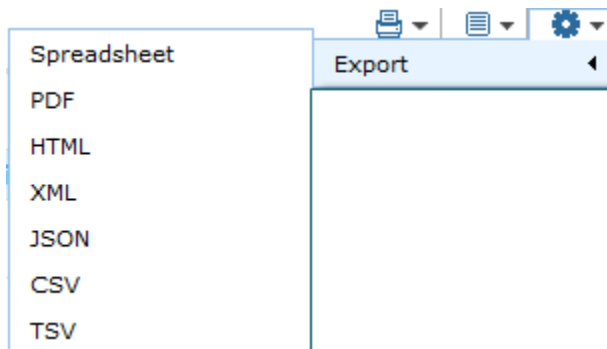 Export
Spreadsheet
PDF
HTML
XML
JSON
CSV
TSV